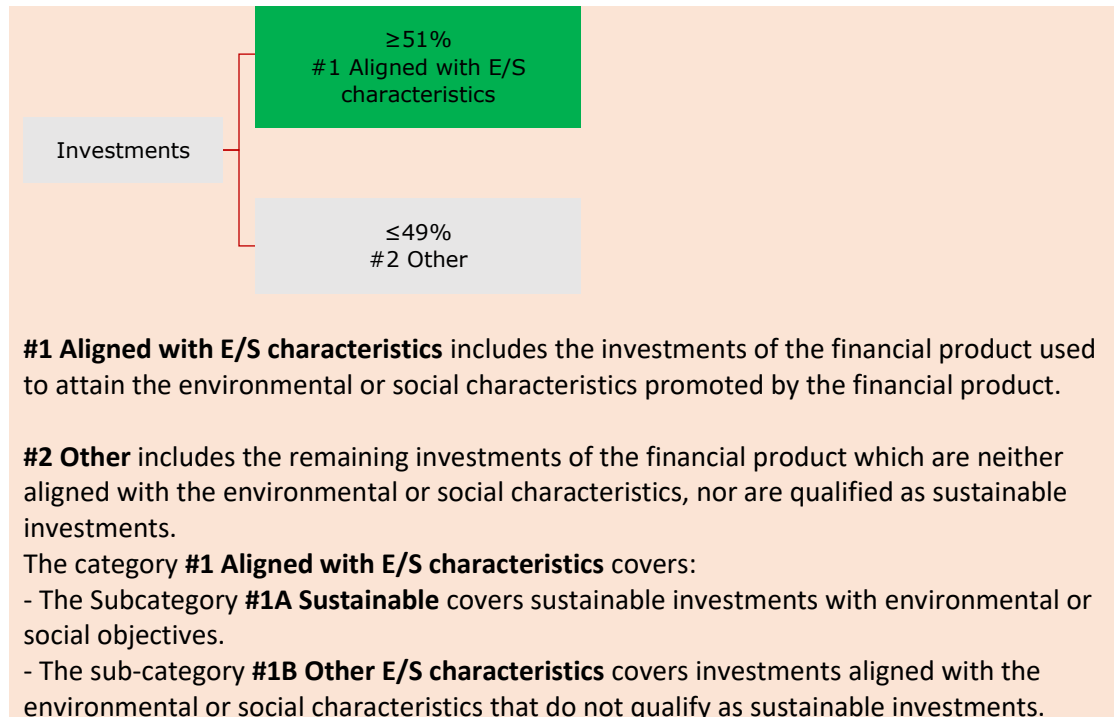 ≥51%
#1 Aligned with E/S
characteristics
Investments
≤49%
#2 Other
#1 Aligned with E/S characteristics includes the investments of the financial product used
to attain the environmental or social characteristics promoted by the financial product.
#2 Other includes the remaining investments of the financial product which are neither
aligned with the environmental or social characteristics, nor are qualified as sustainable
investments.
The category #1 Aligned with E/S characteristics covers:
- The Subcategory #1A Sustainable covers sustainable investments with environmental or
social objectives.
- The sub-category #1B Other E/S characteristics covers investments aligned with the
environmental or social characteristics that do not qualify as sustainable investments.